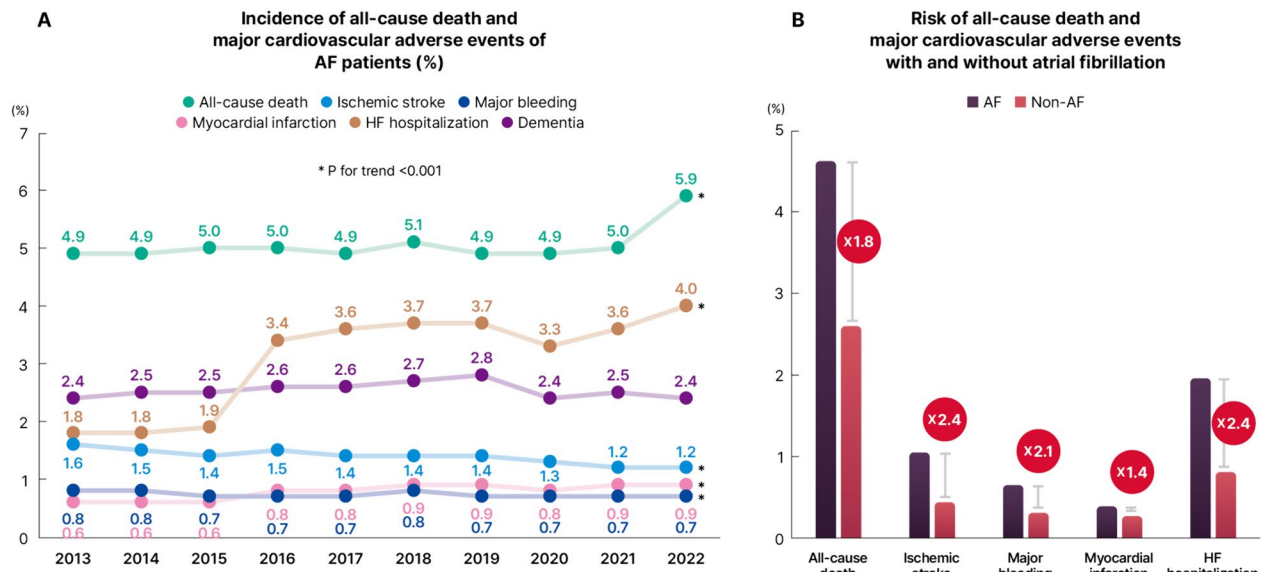 A
Incidence of all-cause death and
major cardiovascular adverse events of
AF patients (%)
All-cause death Ischemic stroke Major bleeding
Myocardial infarction HF hospitalization Dementia
(%)
* P for trend <0.001
7
6
5
4
3
2
1
0
4.9 4.9 5.0 5.0 4.9 5.1 4.9 4.9 5.0 5.9 *
1.8 1.8 1.9 3.4 3.6 3.7 3.7 3.3 3.6 4.0 *
2.4 2.5 2.5 2.6 2.6 2.7 2.8 2.4 2.5 2.4
1.6 1.5 1.4 1.5 1.4 1.4 1.4 1.3 1.2 1.2 *
0.6 0.6 0.6 0.8 0.8 0.9 0.9 0.8 0.9 0.9 *
0.8 0.8 0.7 0.7 0.7 0.8 0.7 0.7 0.7 0.7 *
2013 2014 2015 2016 2017 2018 2019 2020 2021 2022
B
Risk of all-cause death and
major cardiovascular adverse events
with and without atrial fibrillation
AF Non-AF
(%)
5
4
3
2
1
0
x1.8
x2.4
x2.1
x1.4
x2.4
All-cause
death
Ischemic
stroke
Major
bleeding
Myocardial
infarction
HF
hospitalization